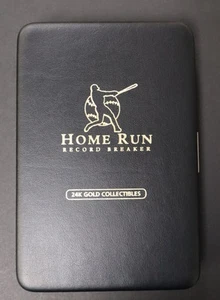 HOME RUN
RECORD BREAKER
24K GOLD COLLECTIBLES